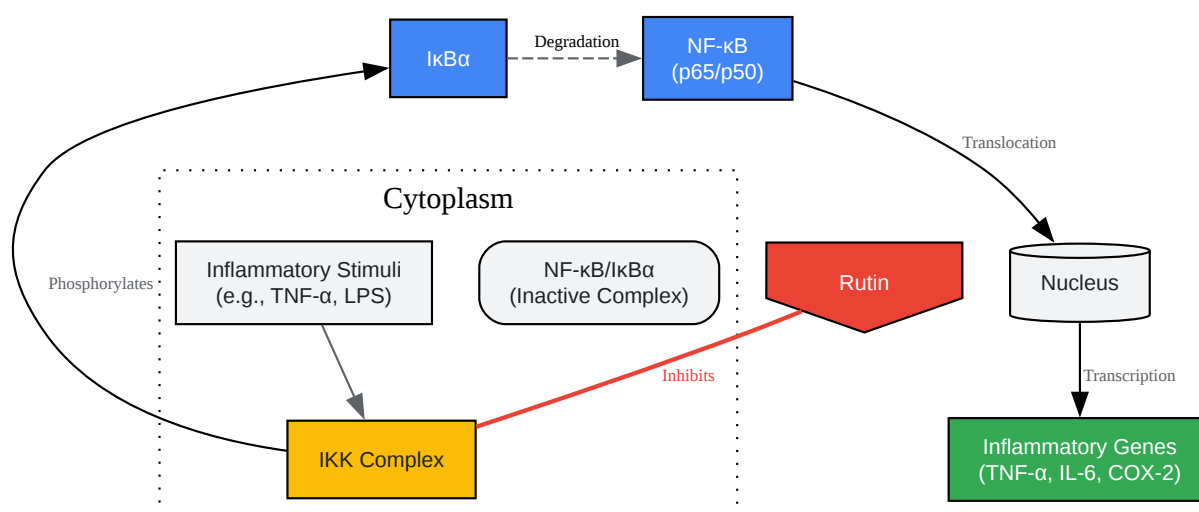 IκBα
Degradation
NF-κB
(p65/p50)
Translocation
Cytoplasm
Inflammatory Stimuli
(e.g., TNF-α, LPS)
NF-κB/IκBα
(Inactive Complex)
Rutin
Nucleus
Phosphorylates
Inhibits
Transcription
IKK Complex
Inflammatory Genes
(TNF-α, IL-6, COX-2)